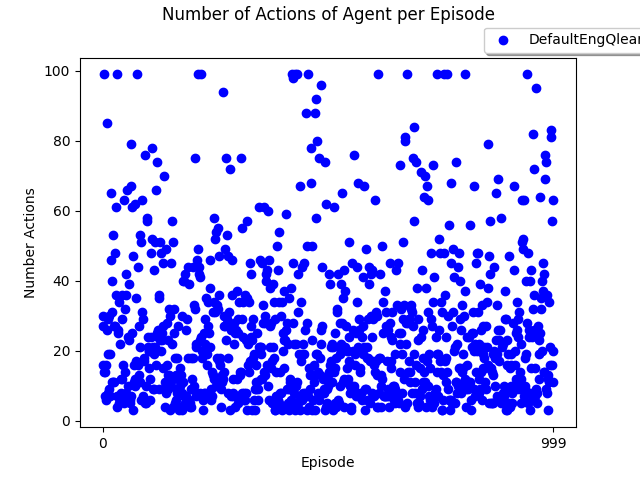 Number of Actions of Agent per Episode
DefaultEngQlear
Number Actions
100
80
60
40
20
0
0
999
Episode